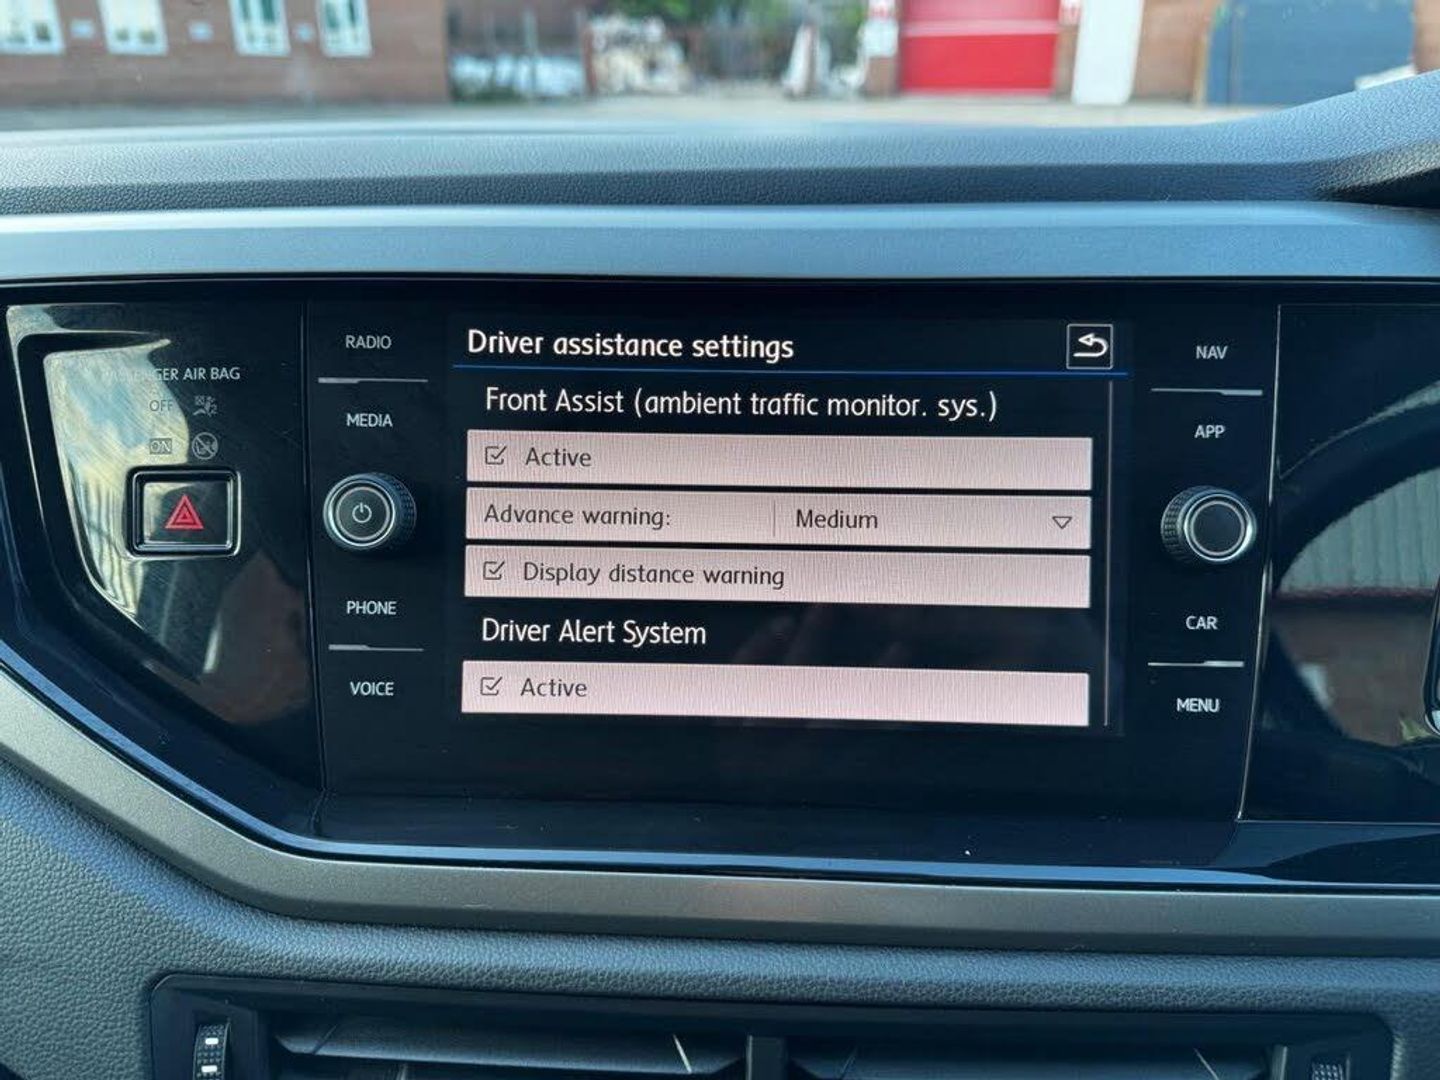 PASSENGER AIR BAG
OFF
ON
RADIO
MEDIA
PHONE
VOICE
Driver assistance settings
Front Assist (ambient traffic monitor. sys.)
Active
Advance warning: Medium
Display distance warning
Driver Alert System
Active
NAV
APP
CAR
MENU